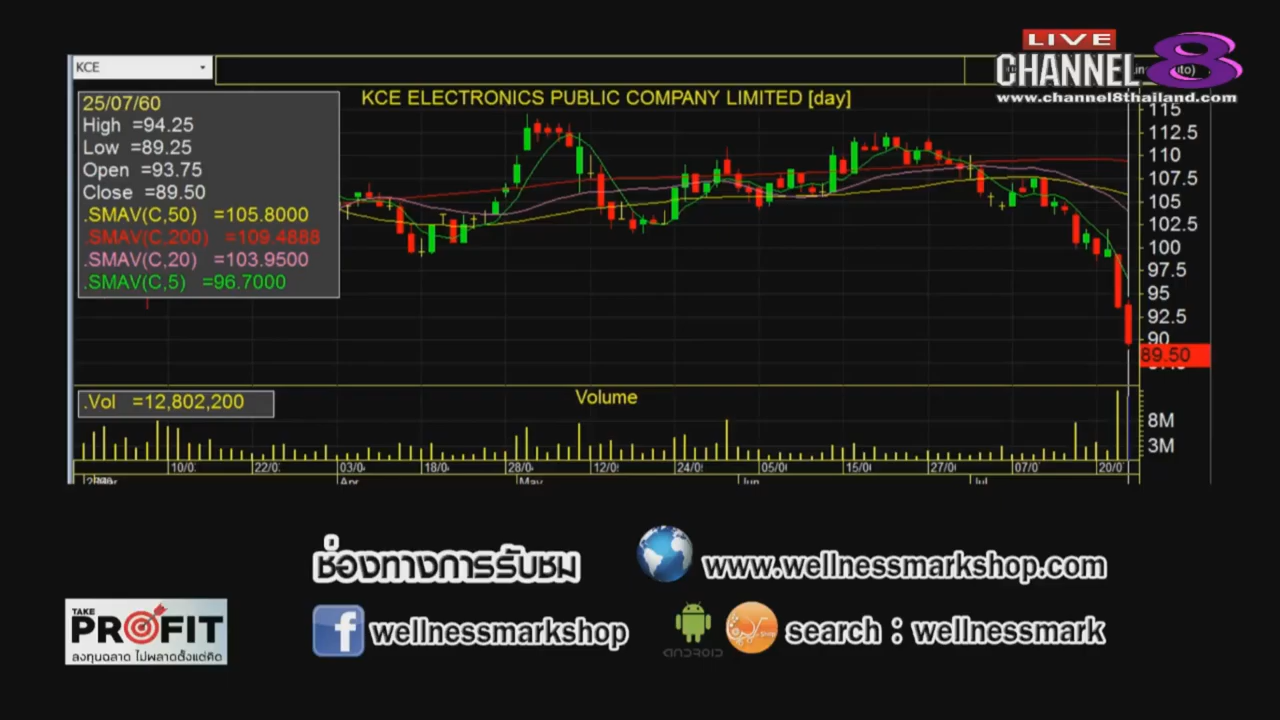 LIVE
CHANNEL 8
www.channel8thailand.com
KCE
KCE ELECTRONICS PUBLIC COMPANY LIMITED [day]
25/07/60
High =94.25
Low =89.25
Open =93.75
Close =89.50
.SMAV(C,50) =105.8000
.SMAV(C,200) =109.4888
.SMAV(C,20) =103.9500
.SMAV(C,5) =96.7000
115
112.5
110
107.5
105
102.5
100
97.5
95
92.5
90
89.50
.Vol =12,802,200
Volume
8M
3M
10/0 22/0 03/0 18/0 28/0 12/0 24/0 05/0 15/0 27/0 07/0 20/0
Apr May Jun Jul
ช่องทางการรับชม
www.wellnessmarkshop.com
TAKE
PROFIT
ลงทุนฉลาด ไม่พลาดตั้งแต่คิด
wellnessmarkshop
ANDROID
search : wellnessmark